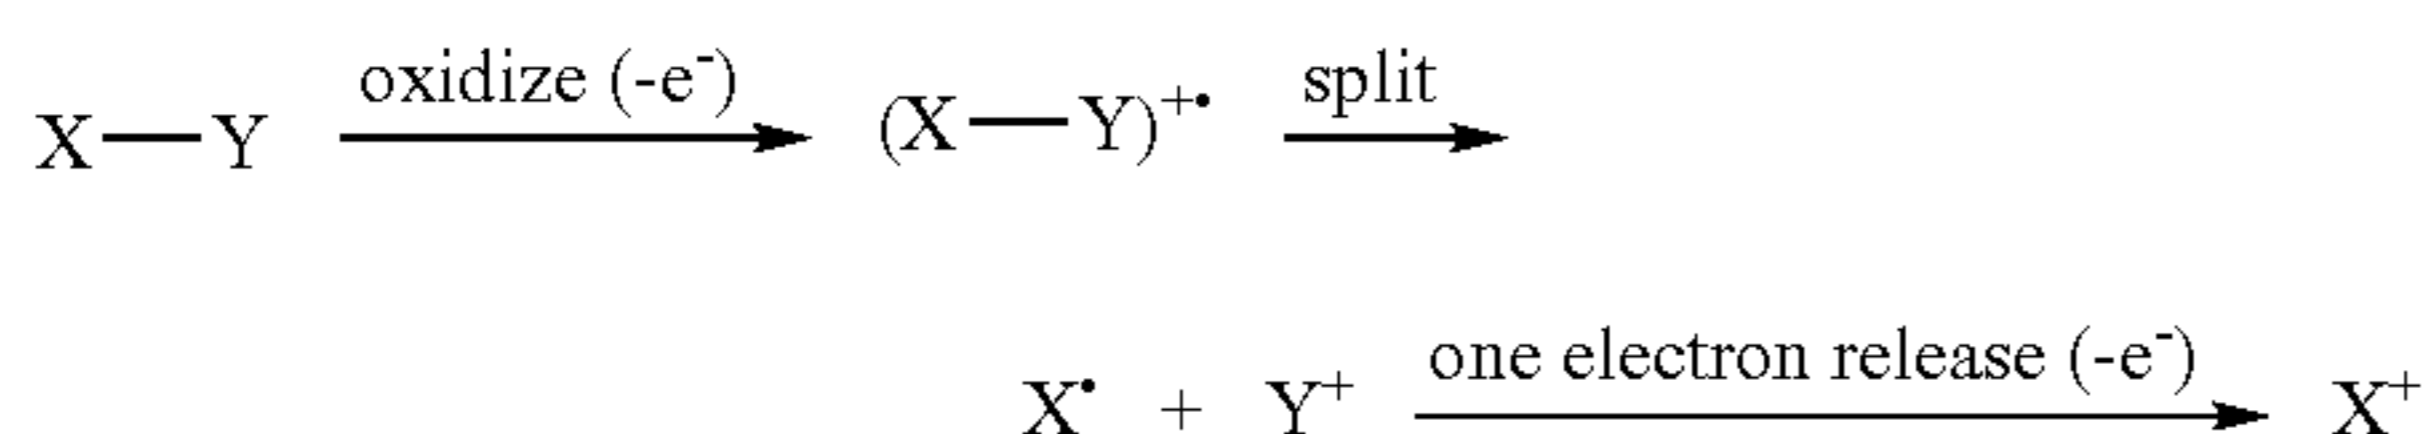 X—Y oxidize (-e⁻) (X—Y)⁺• split
X• + Y⁺ one electron release (-e⁻) X⁺